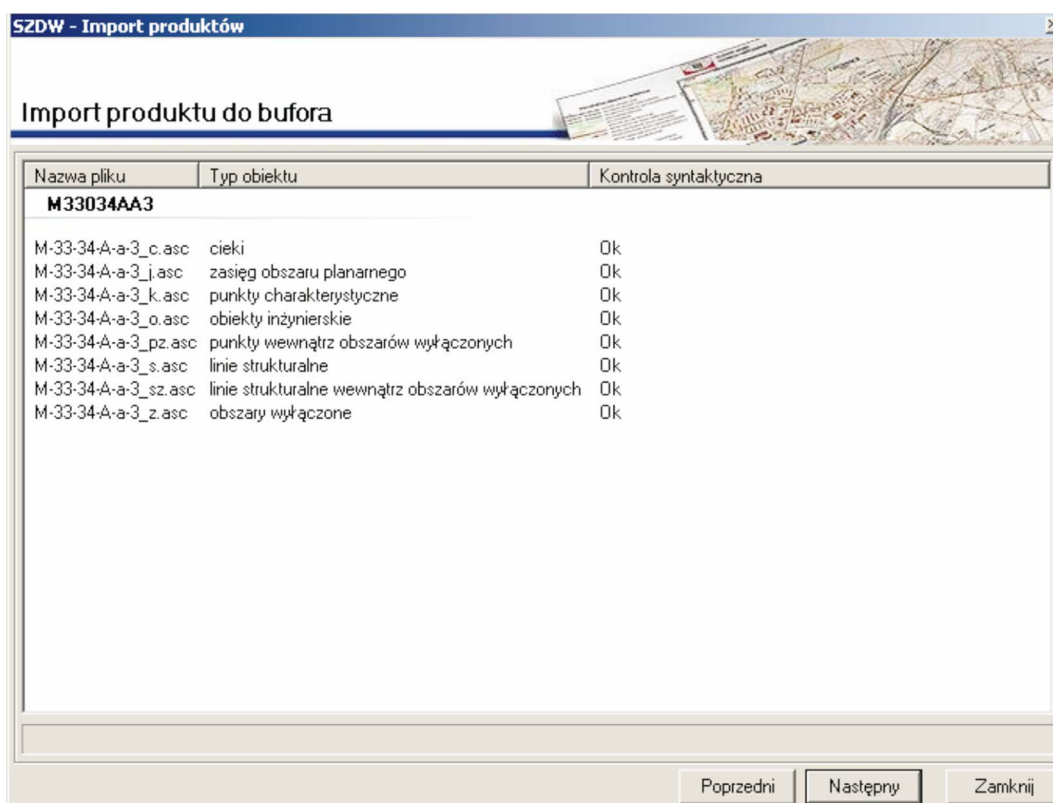 SZDW - Import produktów
Import produktu do bufora
Nazwa pliku Typ obiektu Kontrola syntaktyczna
M33034AA3
M-33-34-A-a-3_c.asc cieki Ok
M-33-34-A-a-3_j.asc zasięg obszaru planarnego Ok
M-33-34-A-a-3_k.asc punkty charakterystyczne Ok
M-33-34-A-a-3_o.asc obiekty inżynierskie Ok
M-33-34-A-a-3_pz.asc punkty wewnątrz obszarów wyłączonych Ok
M-33-34-A-a-3_s.asc linie strukturalne Ok
M-33-34-A-a-3_sz.asc linie strukturalne wewnątrz obszarów wyłączonych Ok
M-33-34-A-a-3_z.asc obszary wyłączone Ok
Poprzedni Następny Zamknij